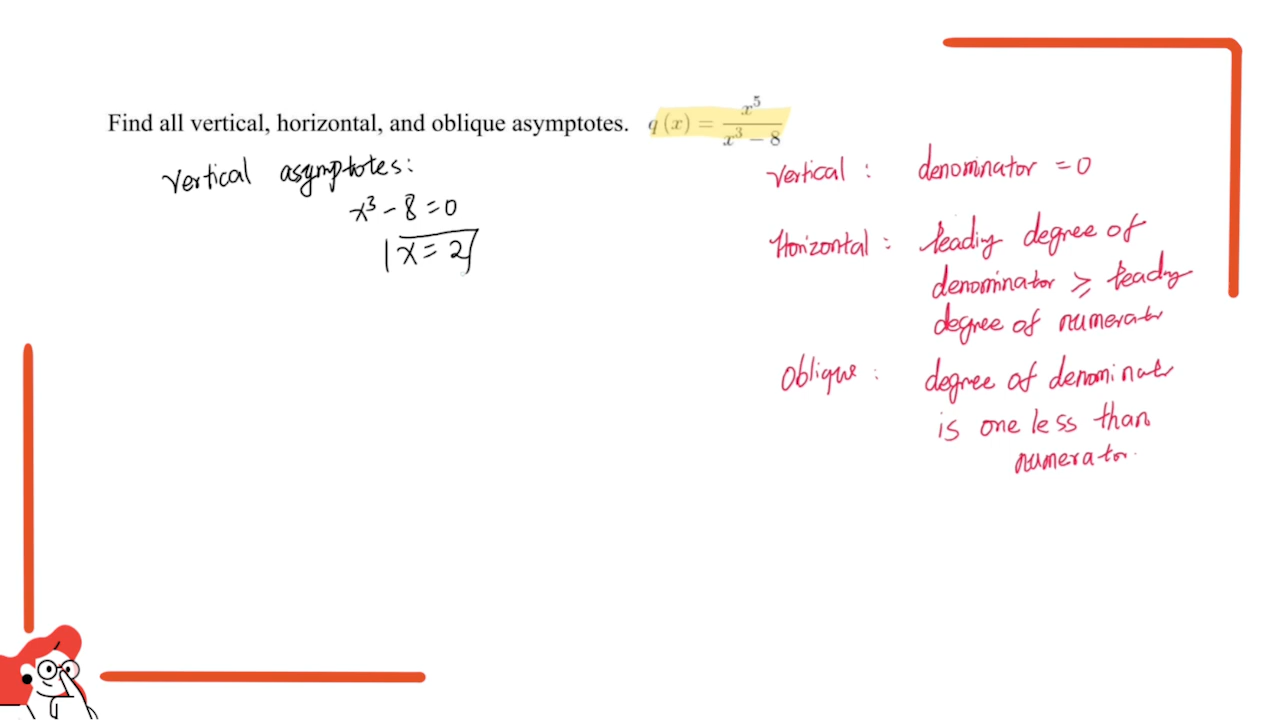 Find all vertical, horizontal, and oblique asymptotes. q(x) = x^5 / (x^3 − 8)
Vertical asymptotes:
x^3 - 8 = 0
x = 2
Vertical : denominator = 0
Horizontal : leading degree of
denominator ≥ leading
degree of numerator
Oblique : degree of denominator
is one less than
numerator.